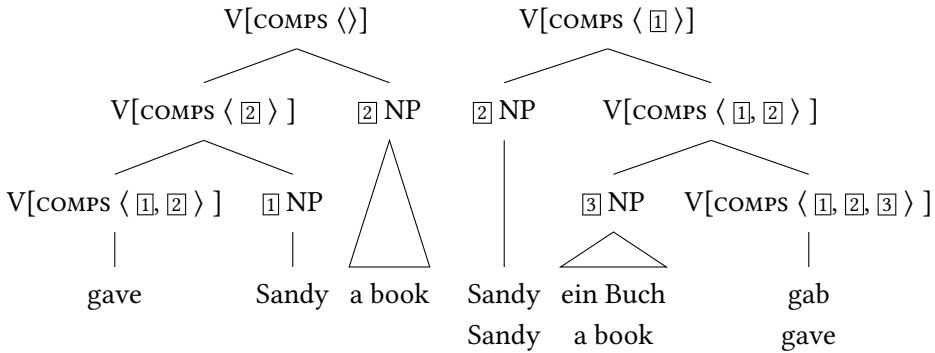 V[COMPS ⟨⟩] V[COMPS ⟨ 1 ⟩]
V[COMPS ⟨ 2 ⟩ ] 2 NP 2 NP V[COMPS ⟨ 1, 2 ⟩ ]
V[COMPS ⟨ 1, 2 ⟩ ] 1 NP 3 NP V[COMPS ⟨ 1, 2, 3 ⟩ ]
gave Sandy a book Sandy ein Buch gab
Sandy a book gave